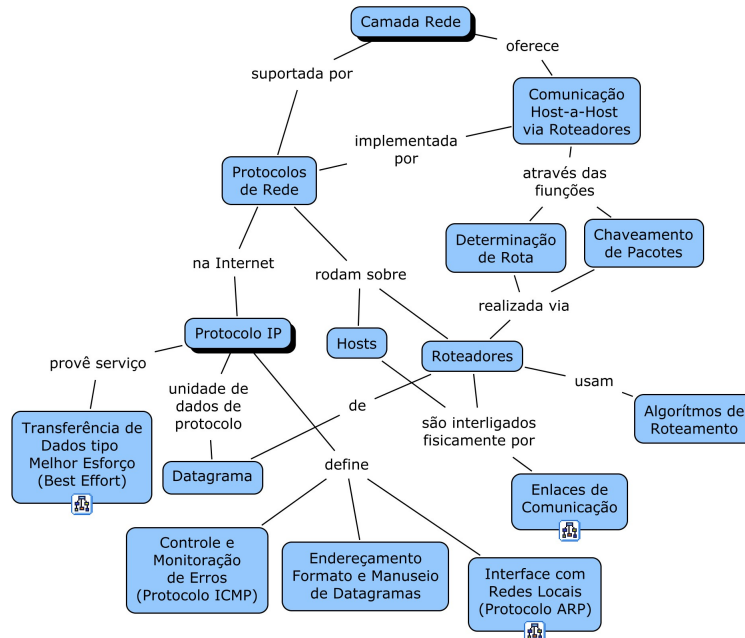 Camada Rede
oferece
suportada por
Comunicação
Host-a-Host
via Roteadores
implementada
por
Protocolos
de Rede
através das
fiunções
Determinação
de Rota
Chaveamento
de Pacotes
na Internet
rodam sobre
realizada via
Protocolo IP
Hosts
Roteadores
provê serviço
unidade de
dados de
protocolo
usam
de
são interligados
fisicamente por
Algorítmos de
Roteamento
Transferência de
Dados tipo
Melhor Esforço
(Best Effort)
Datagrama
define
Enlaces de
Comunicação
Controle e
Monitoração
de Erros
(Protocolo ICMP)
Endereçamento
Formato e Manuseio
de Datagramas
Interface com
Redes Locais
(Protocolo ARP)